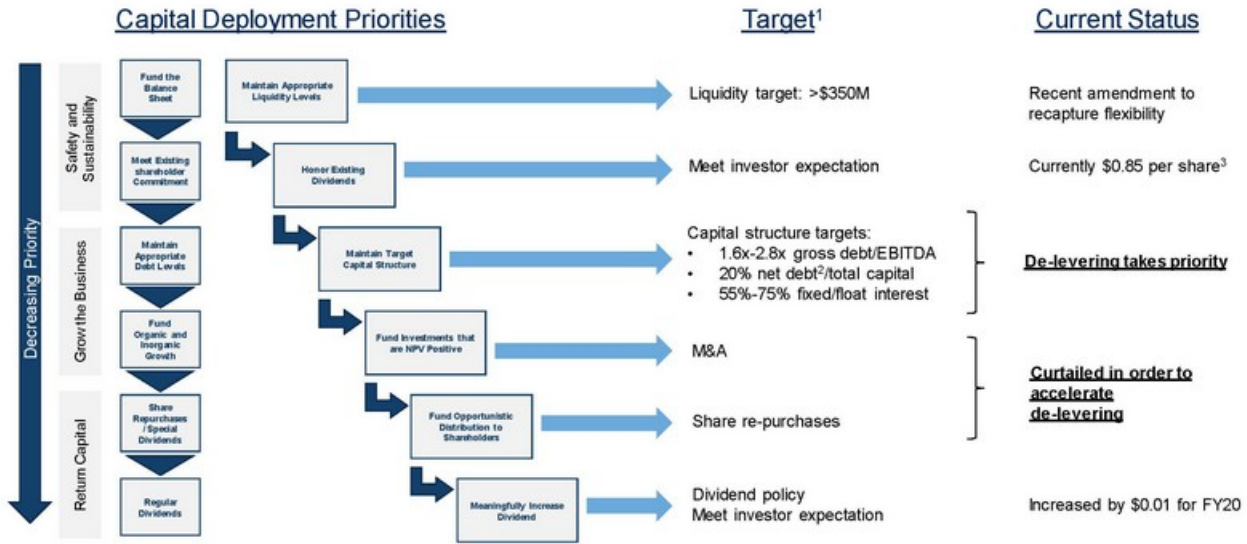 Capital Deployment Priorities
Target1
Current Status
Decreasing Priority
Safety and
Sustainability
Fund the
Balance
Sheet
Maintain Appropriate
Liquidity Levels
Liquidity target: >$350M
Recent amendment to
recapture flexibility
Meet Existing
shareholder
Commitment
Honor Existing
Dividends
Meet investor expectation
Currently $0.85 per share3
Grow the Business
Maintain
Appropriate
Debt Levels
Maintain Target
Capital Structure
Capital structure targets:
• 1.6x-2.8x gross debt/EBITDA
• 20% net debt2/total capital
• 55%-75% fixed/float interest
De-levering takes priority
Fund
Organic and
Inorganic
Growth
Fund Investments that
are NPV Positive
M&A
Curtailed in order to
accelerate
de-levering
Return Capital
Share
Repurchases
/ Special
Dividends
Fund Opportunistic
Distribution to
Shareholders
Share re-purchases
Regular
Dividends
Meaningfully Increase
Dividend
Dividend policy
Meet investor expectation
Increased by $0.01 for FY20